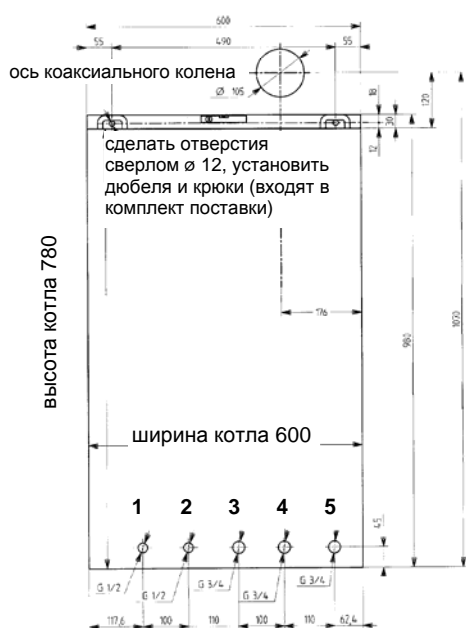 600
55
490
55
ось коаксиального колена
Ø 105
18
30
12
120
сделать отверстия
сверлом ø 12, установить
дюбеля и крюки (входят в
комплект поставки)
высота котла 780
176
980
ширина котла 600
1 2 3 4 5
45
G 1/2
G 1/2
G 3/4
G 3/4
G 3/4
117,6
100
110
100
110
62,4